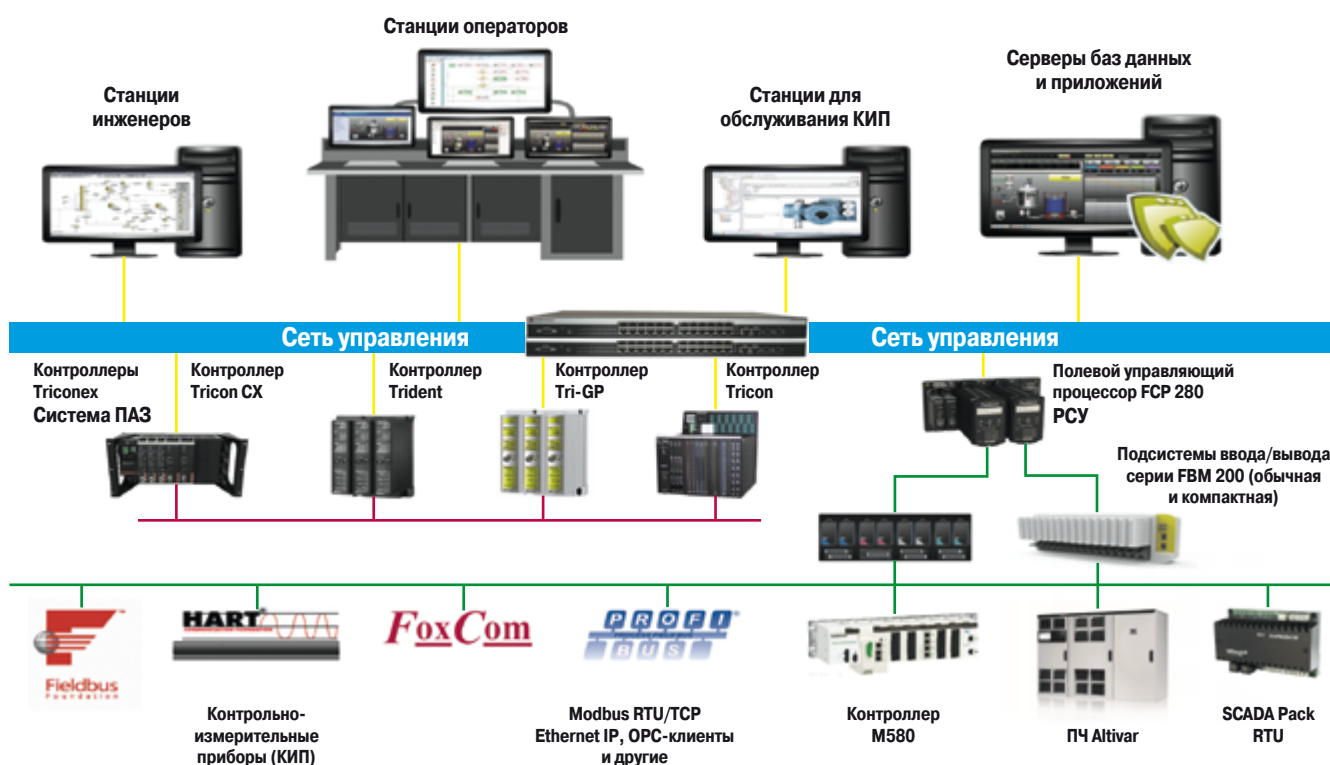 Станции операторов
Станции
инженеров
Станции для
обслуживания КИП
Серверы баз данных
и приложений
Сеть управления
Сеть управления
Контроллеры
Triconex
Система ПАЗ
Контроллер
Tricon CX
Контроллер
Trident
Контроллер
Tri-GP
Контроллер
Tricon
Полевой управляющий
процессор FCP 280
РСУ
Подсистемы ввода/вывода
серии FBM 200 (обычная
и компактная)
Fieldbus
Foundation
HART
COMMUNICATION FOUNDATION
FoxCom
PROFI
BUS
Контрольно-
измерительные
приборы (КИП)
Modbus RTU/TCP
Ethernet IP, OPC-клиенты
и другие
Контроллер
M580
ПЧ Altivar
SCADA Pack
RTU